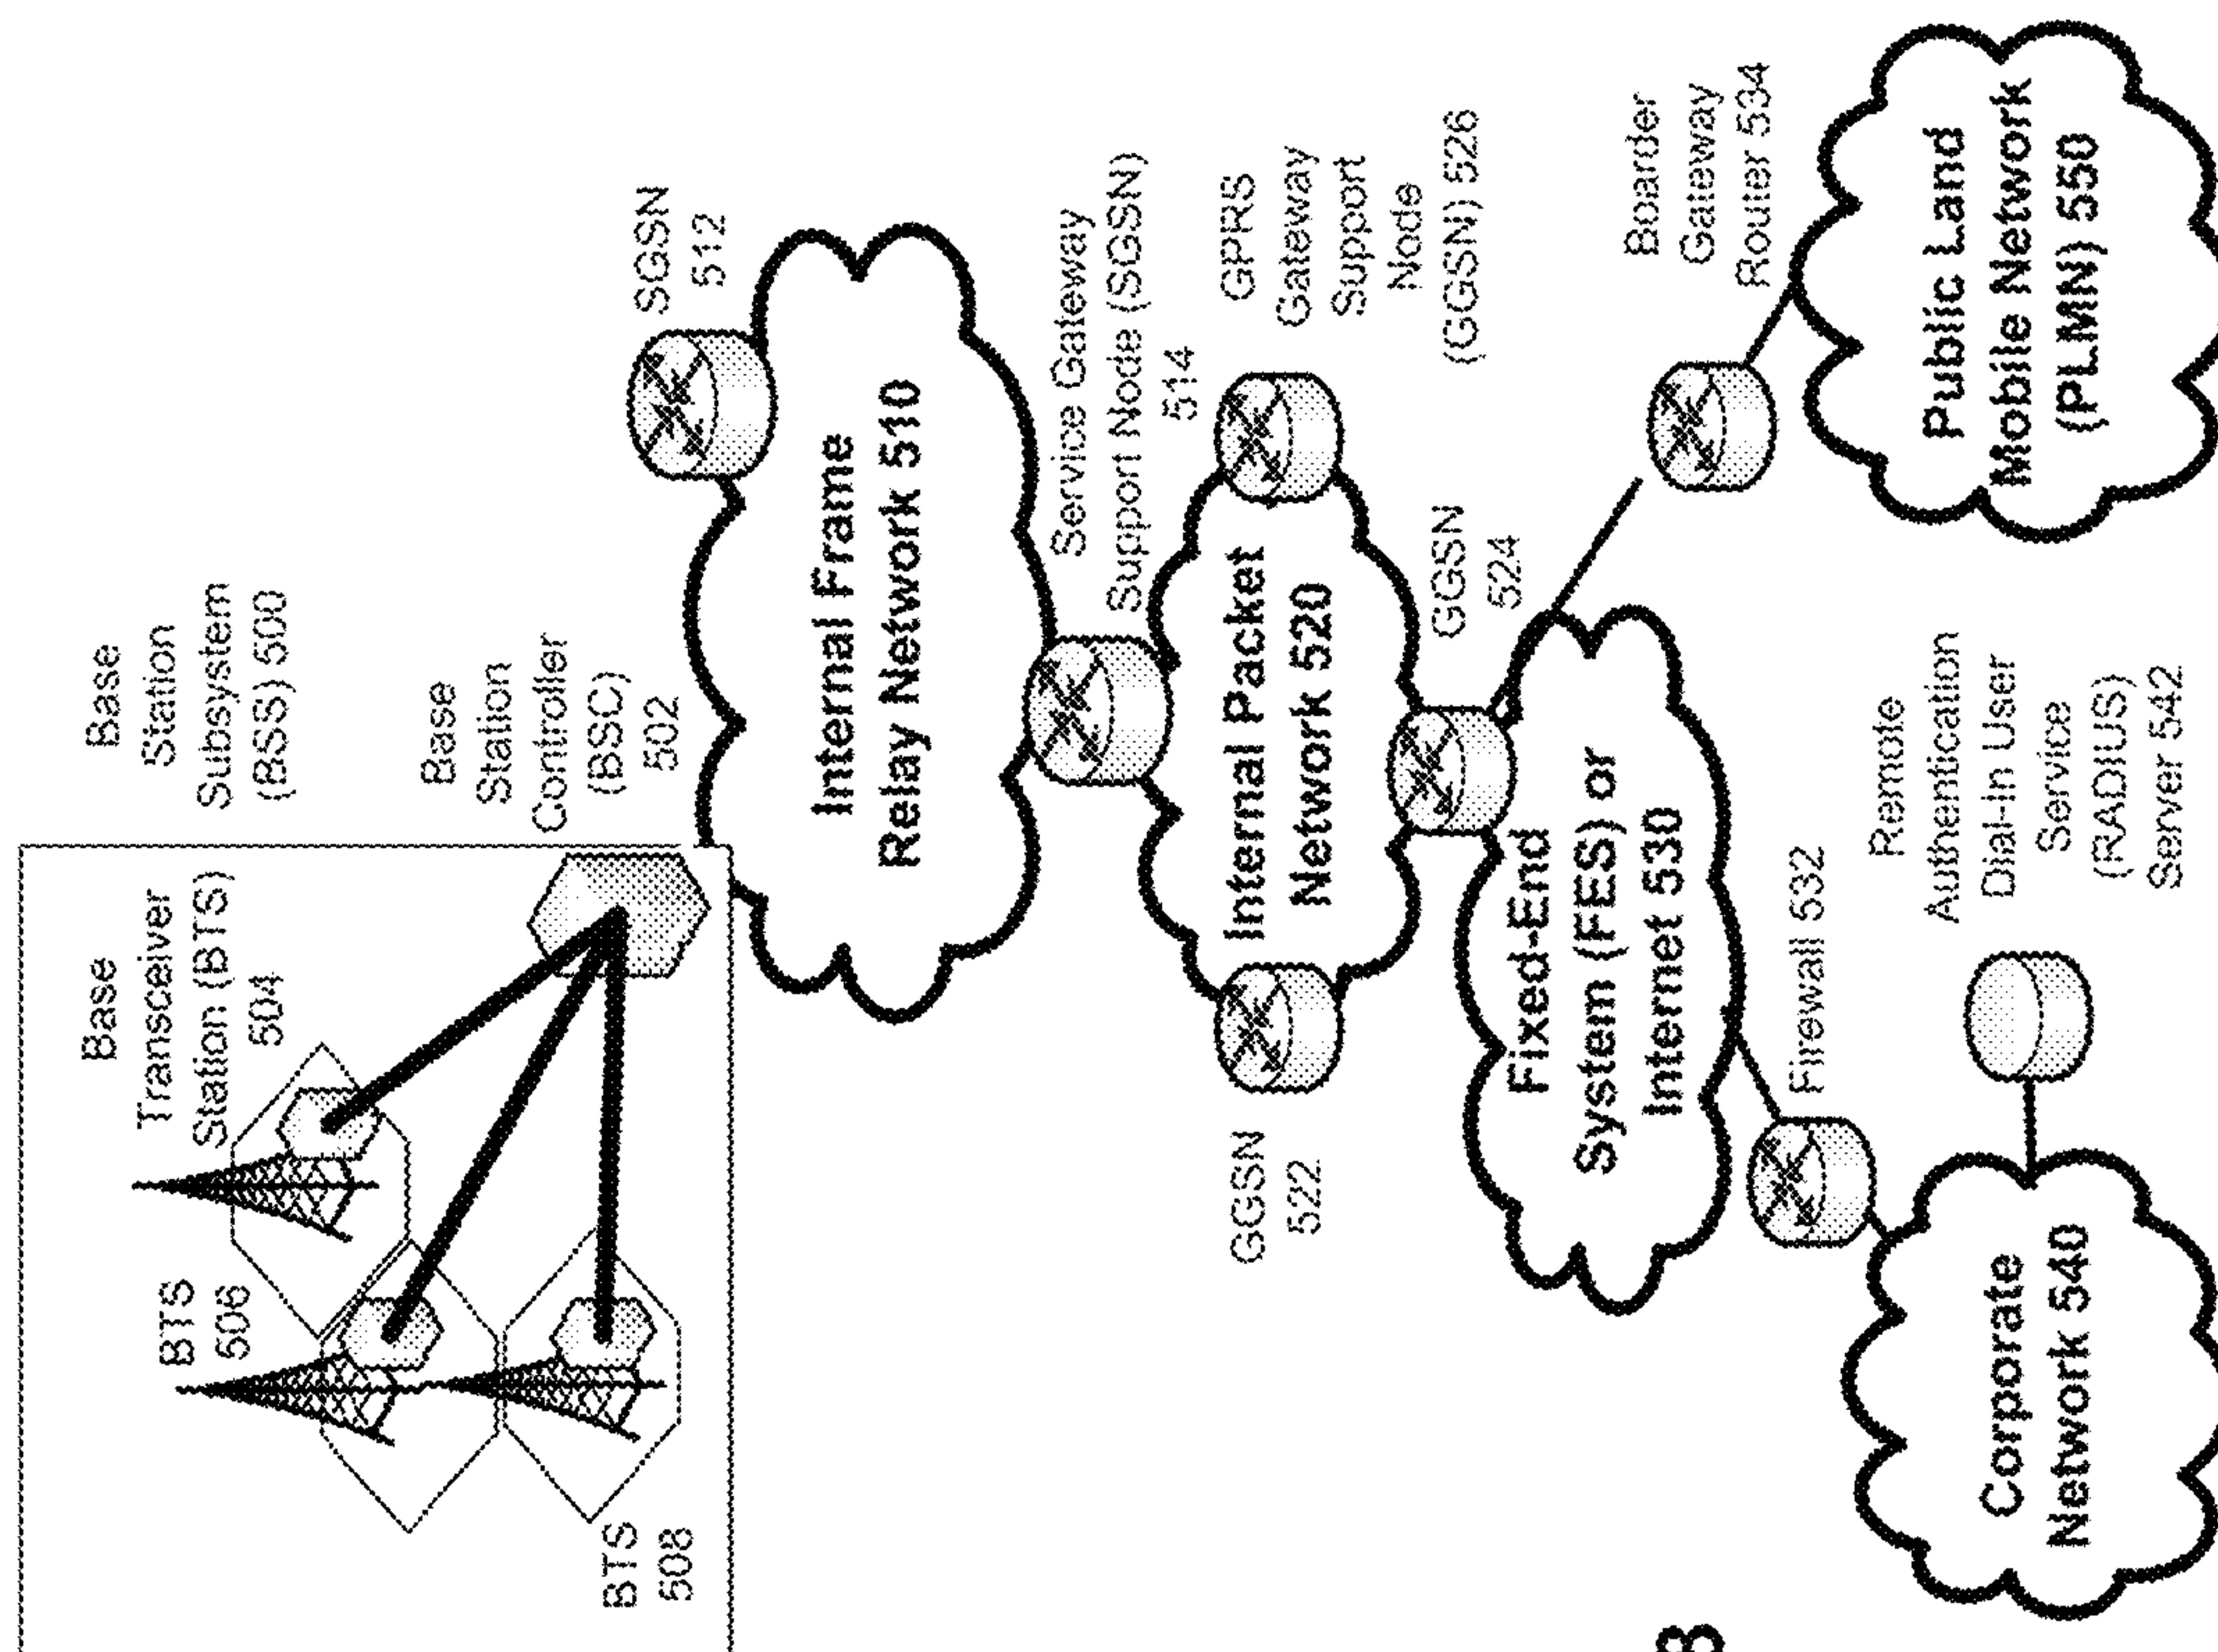 Base
Station
Subsystem
(BSS) 500
Base
Transceiver
Station (BTS)
504
BTS
506
BTS
508
Base
Station
Controller
(BSC)
502
SGSN
512
Internal Frame
Relay Network 510
Service Gateway
Support Node (SGSN)
514
GPRS
Gateway
Support
Node
(GGSN) 526
Internal Packet
Network 520
GGSN
522
GGSN
524
Fixed-End
System (FES) or
Internet 530
Boarder
Gateway
Router 534
Public Land
Mobile Network
(PLMN) 550
Firewall 532
Remote
Authentication
Dial-In User
Service
(RADIUS)
Server 542
Corporate
Network 540